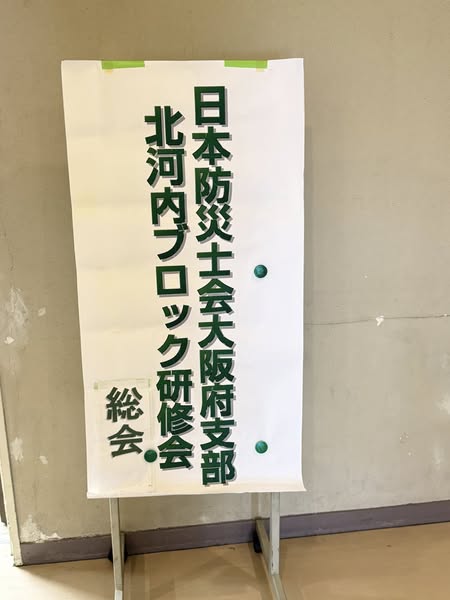 日本防災士会大阪府支部
北河内ブロック研修会
総会